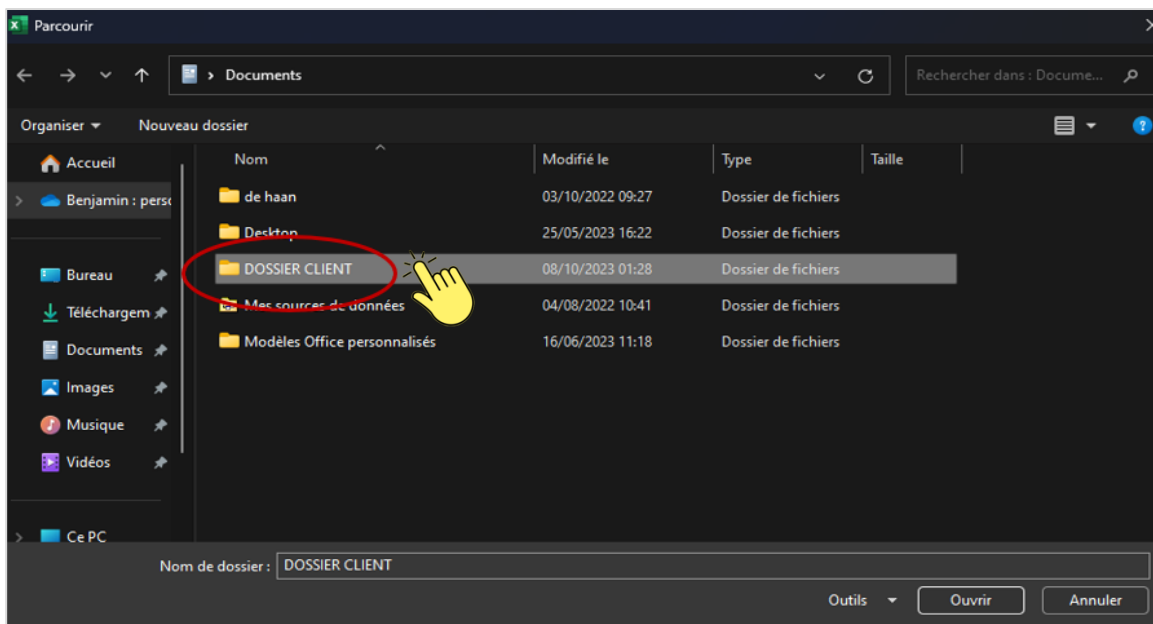 Parcourir
Documents
Rechercher dans : Docume...
Organiser
Nouveau dossier
Nom
Modifié le
Type
Taille
Accueil
Benjamin : perso
de haan 03/10/2022 09:27 Dossier de fichiers
Desktop 25/05/2023 16:22 Dossier de fichiers
Bureau
DOSSIER CLIENT 08/10/2023 01:28 Dossier de fichiers
Téléchargem
Mes sources de données 04/08/2022 10:41 Dossier de fichiers
Documents
Modèles Office personnalisés 16/06/2023 11:18 Dossier de fichiers
Images
Musique
Vidéos
Ce PC
Nom de dossier : DOSSIER CLIENT
Outils
Ouvrir
Annuler